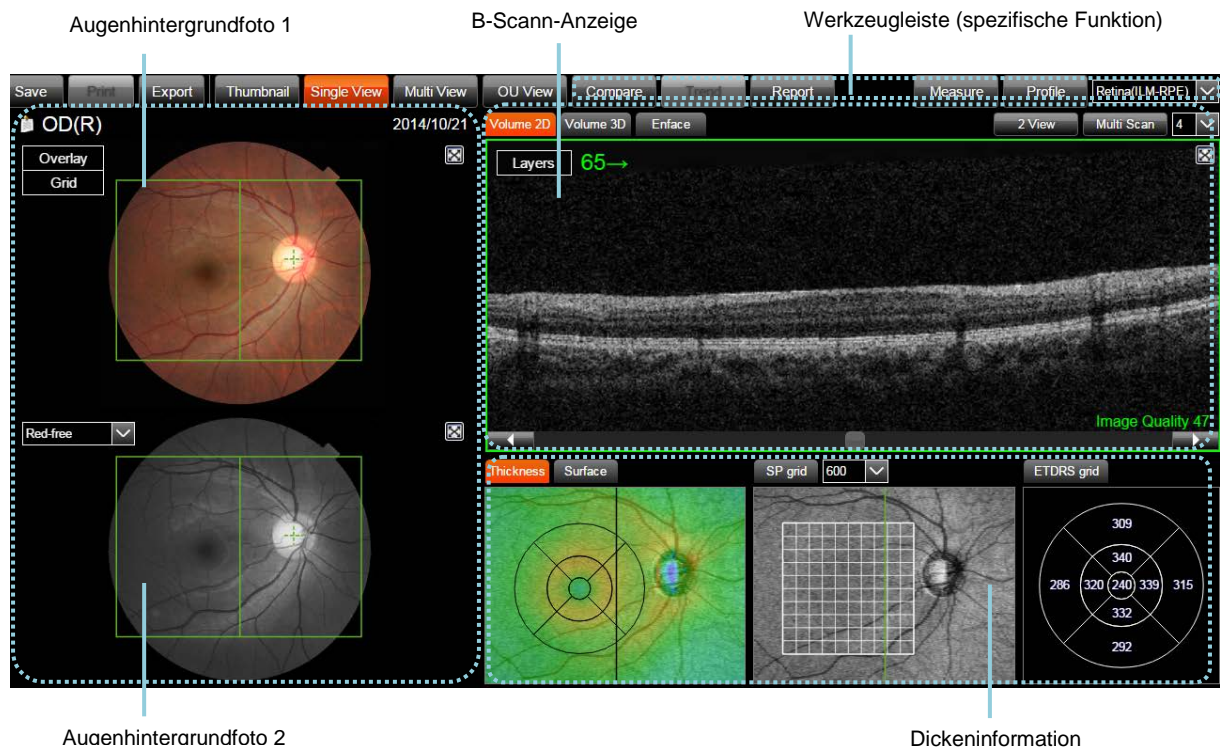 Augenhintergrundfoto 1
B-Scann-Anzeige
Werkzeugleiste (spezifische Funktion)
Save Print Export Thumbnail Single View Multi View OU View Compare Trend Report Measure Profile Retina(ILM-RPE)
OD(R) 2014/10/21
Overlay
Grid
Volume 2D Volume 3D Enface 2 View Multi Scan 4
Layers 65→
Image Quality 47
Red-free
Thickness Surface SP grid 600 ETDRS grid
309
340
286 320 240 339 315
332
292
Augenhintergrundfoto 2
Dickeninformation